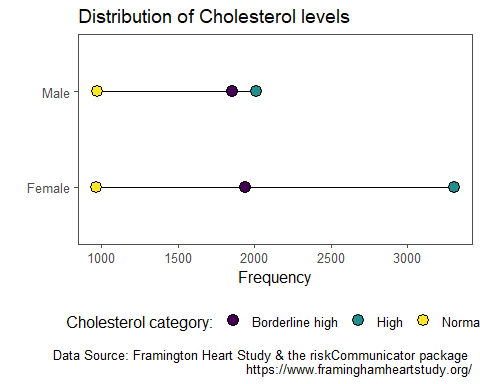 Distribution of Cholesterol levels
Male
Female
1000 1500 2000 2500 3000
Frequency
Cholesterol category: Borderline high High Norma
Data Source: Framington Heart Study & the riskCommunicator package
https://www.framinghamheartstudy.org/